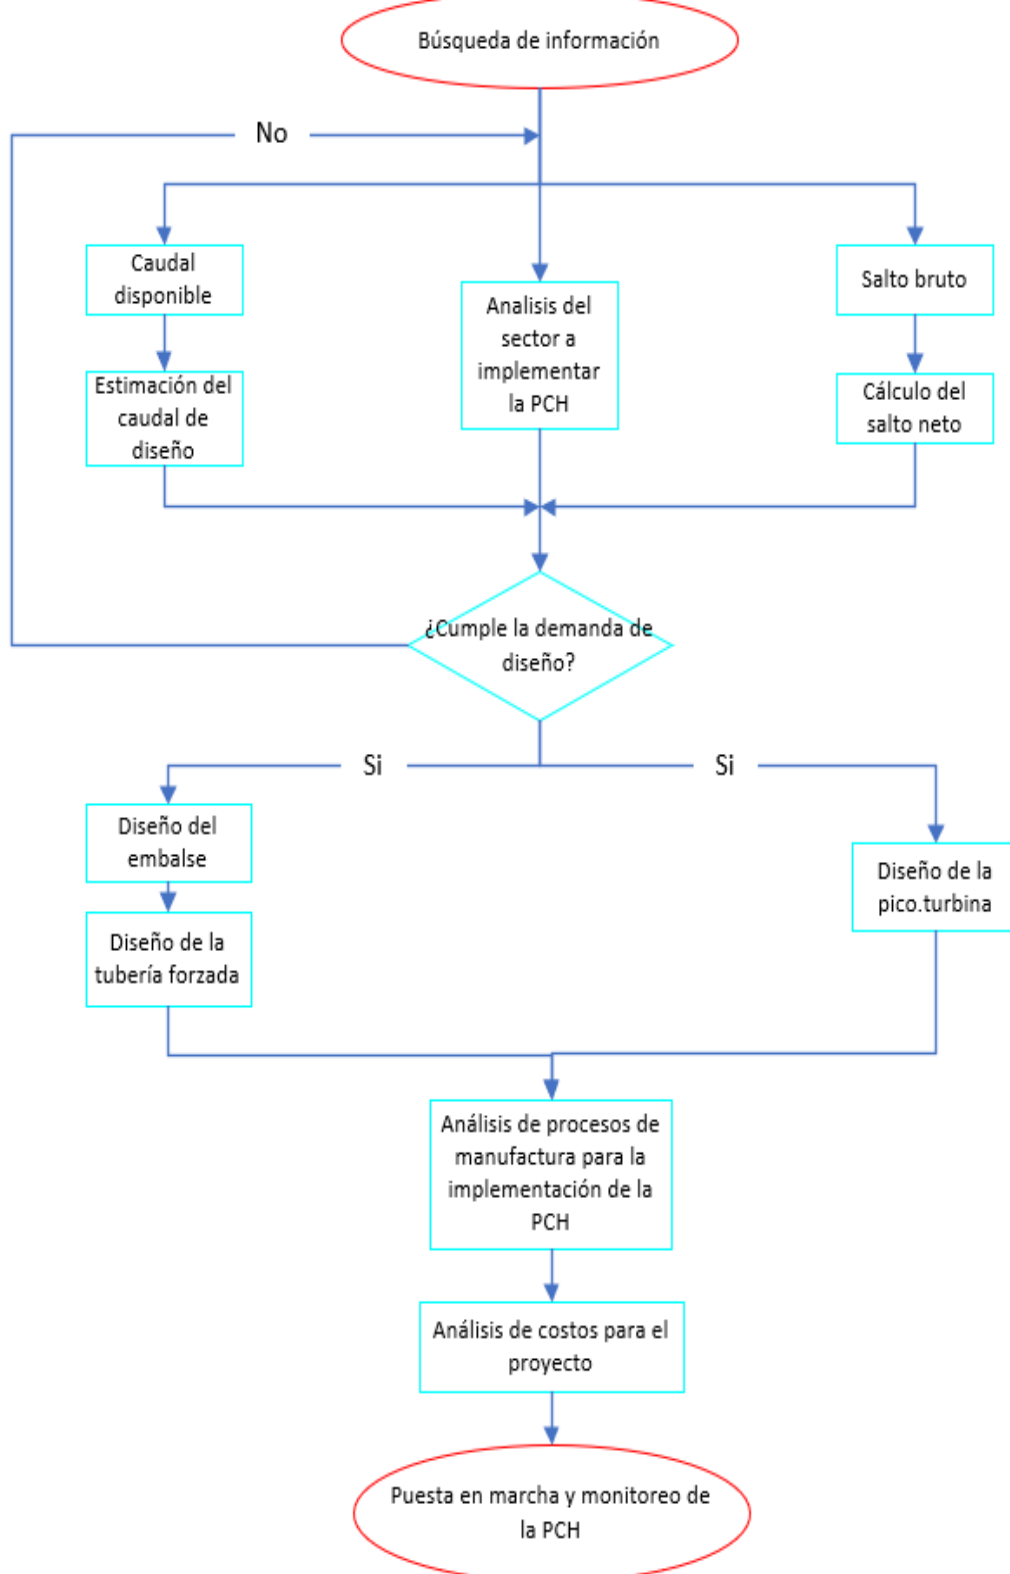 Búsqueda de información
No
Caudal
disponible
Analisis del
sector a
implementar
la PCH
Salto bruto
Estimación del
caudal de
diseño
Cálculo del
salto neto
¿Cumple la demanda de
diseño?
Si
Si
Diseño del
embalse
Diseño de la
pico.turbina
Diseño de la
tubería forzada
Análisis de procesos de
manufactura para la
implementación de la
PCH
Análisis de costos para el
proyecto
Puesta en marcha y monitoreo de
la PCH